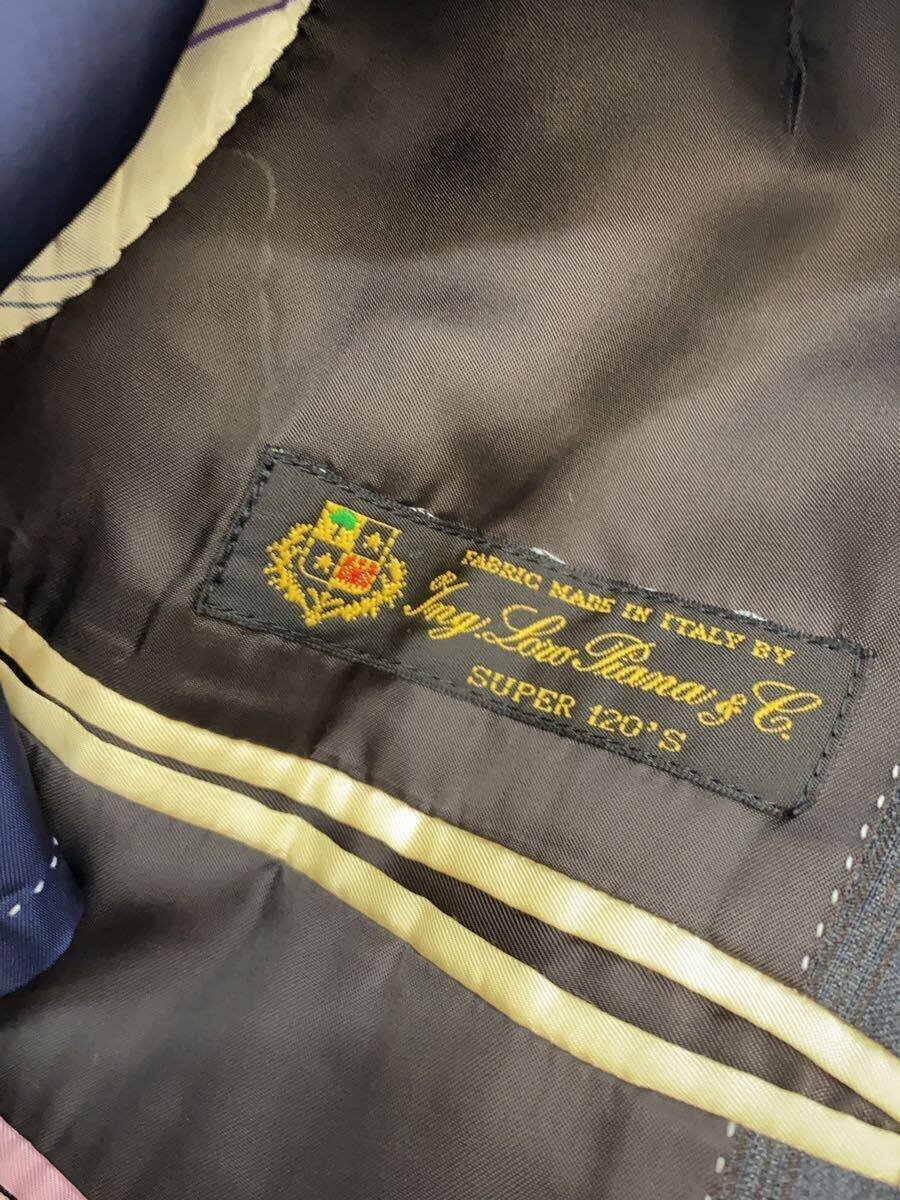 FABRIC MADE IN ITALY BY
Ing. Loro Piana & C.
SUPER 120'S